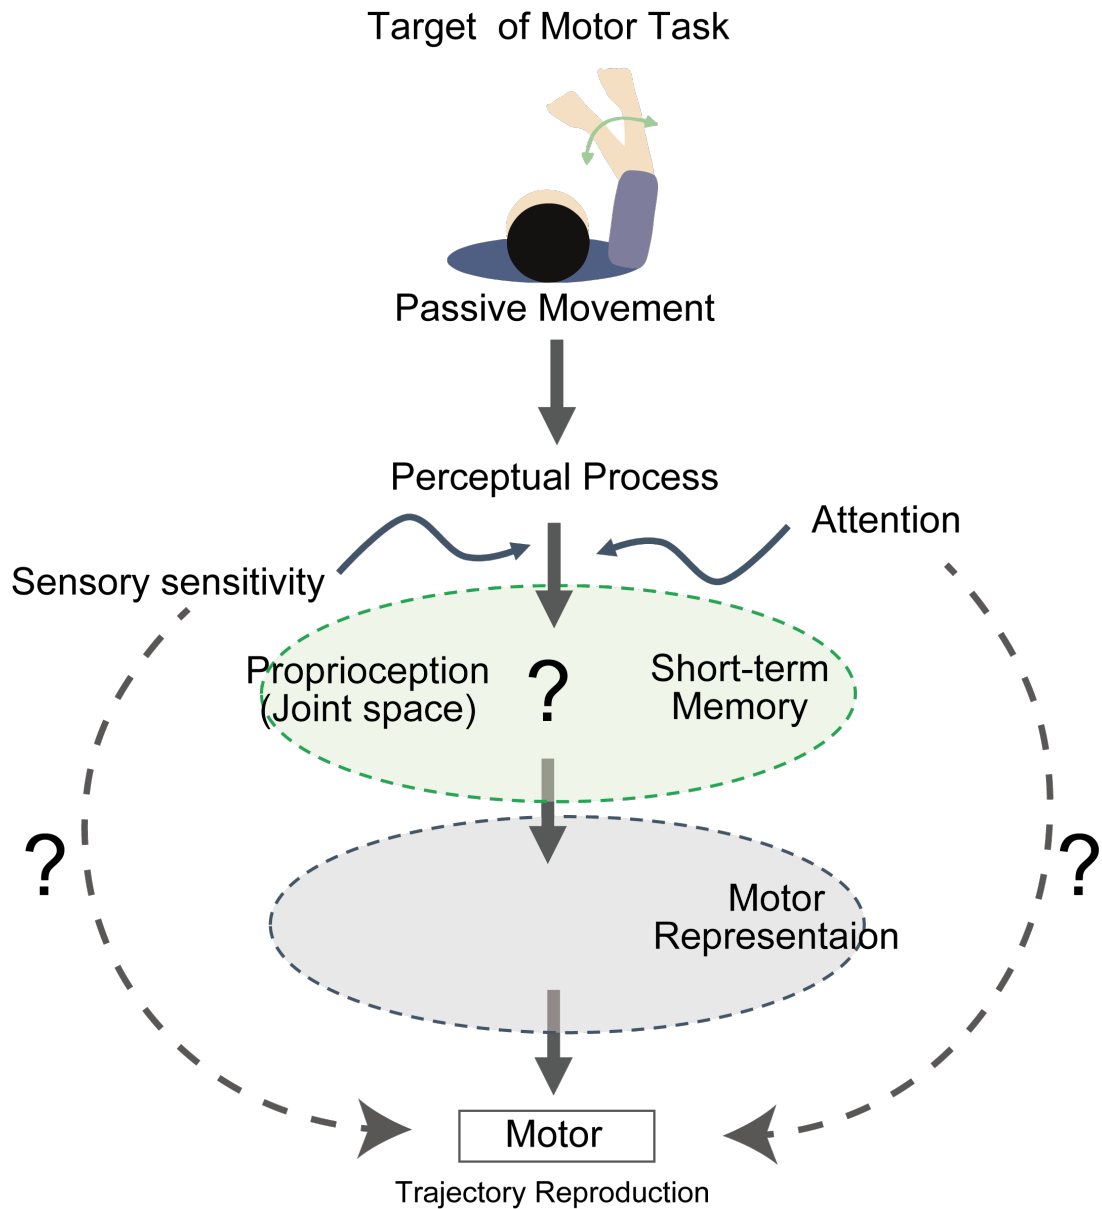 Target  of Motor Task
Passive Movement
Perceptual Process
Attention
Sensory sensitivity
Proprioception
(Joint space)
?
Short-term
Memory
?
?
Motor
Representaion
Motor
Trajectory Reproduction